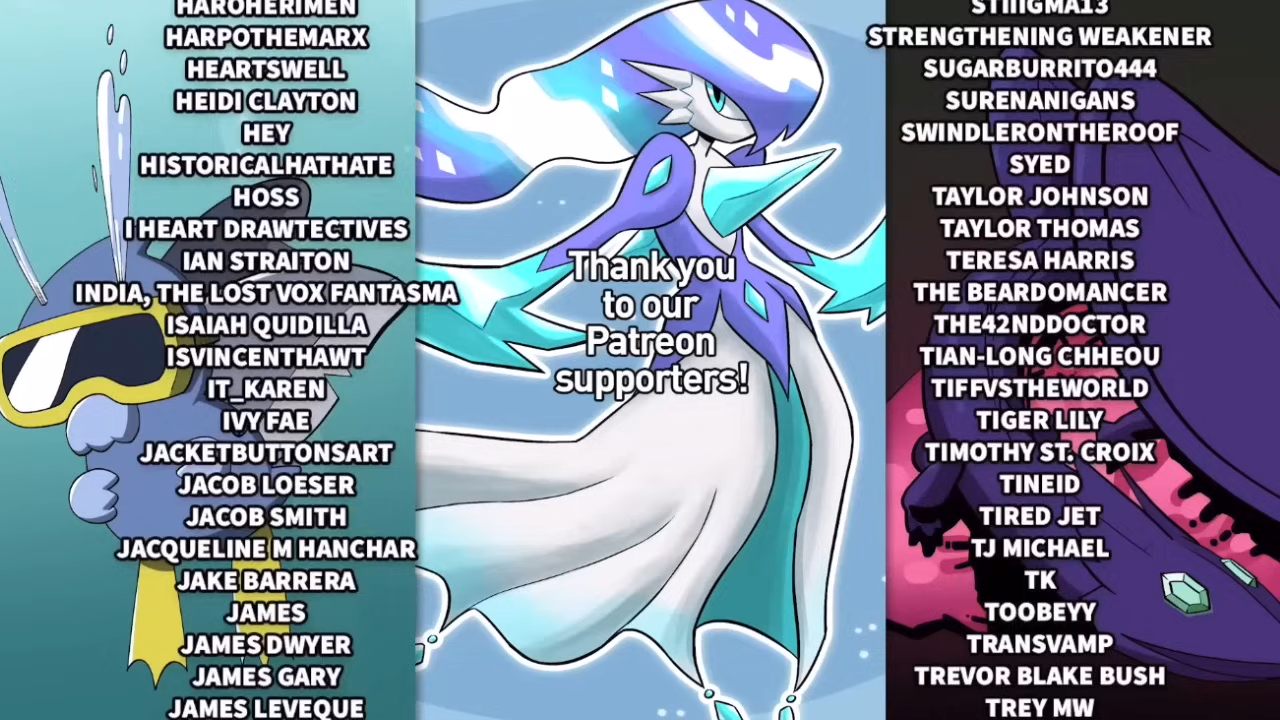 HAROHERIMEN
HARPOTHEMARX
HEARTSWELL
HEIDI CLAYTON
HEY
HISTORICALHATHATE
HOSS
I HEART DRAWTECTIVES
IAN STRAITON
INDIA, THE LOST VOX FANTASMA
ISAIAH QUIDILLA
ISVINCENTHAWT
IT_KAREN
IVY FAE
JACKETBUTTONSART
JACOB LOESER
JACOB SMITH
JACQUELINE M HANCHAR
JAKE BARRERA
JAMES
JAMES DWYER
JAMES GARY
JAMES LEVEQUE
Thank you
to our
Patreon
supporters!
STRENGTHENING WEAKENER
SUGARBURRITO444
SURENANIGANS
SWINDLERONTHEROOF
SYED
TAYLOR JOHNSON
TAYLOR THOMAS
TERESA HARRIS
THE BEARDOMANCER
THE42NDDOCTOR
TIAN-LONG CHHEOU
TIFFVSTHEWORLD
TIGER LILY
TIMOTHY ST. CROIX
TINEID
TIRED JET
TJ MICHAEL
TK
TOOBEYY
TRANSVAMP
TREVOR BLAKE BUSH
TREY MW